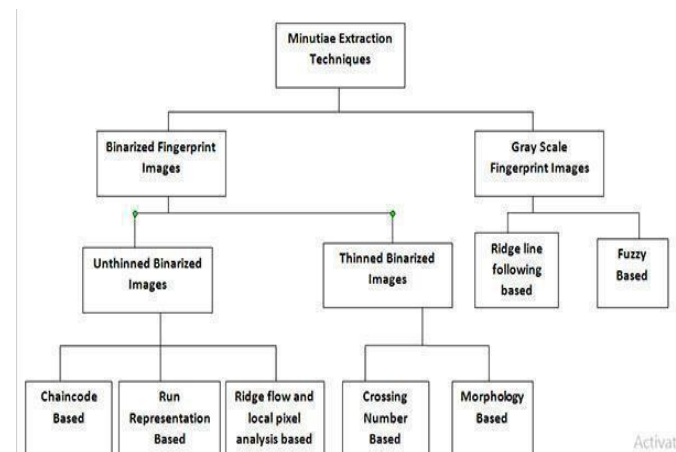 Minutiae Extraction
Techniques
Binarized Fingerprint
Images
Gray Scale
Fingerprint Images
Unthinned Binarized
Images
Thinned Binarized
Images
Ridge line
following
based
Fuzzy
Based
Chaincode
Based
Run
Representation
Based
Ridge flow and
local pixel
analysis based
Crossing
Number
Based
Morphology
Based
Activat